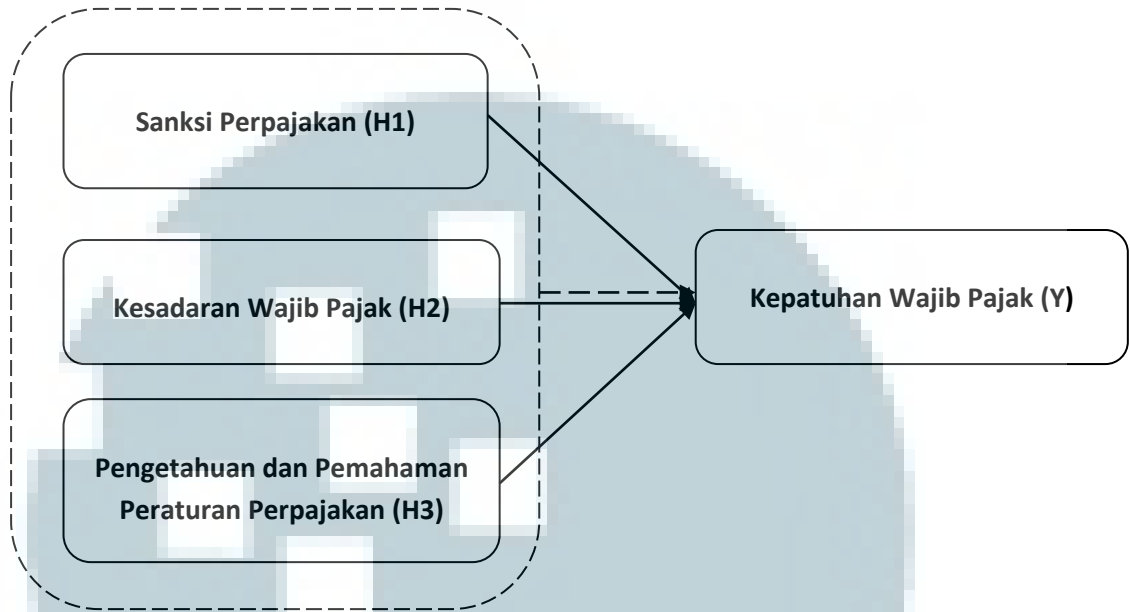 Sanksi Perpajakan (H1)
Kesadaran Wajib Pajak (H2)
Kepatuhan Wajib Pajak (Y)
Pengetahuan dan Pemahaman
Peraturan Perpajakan (H3)